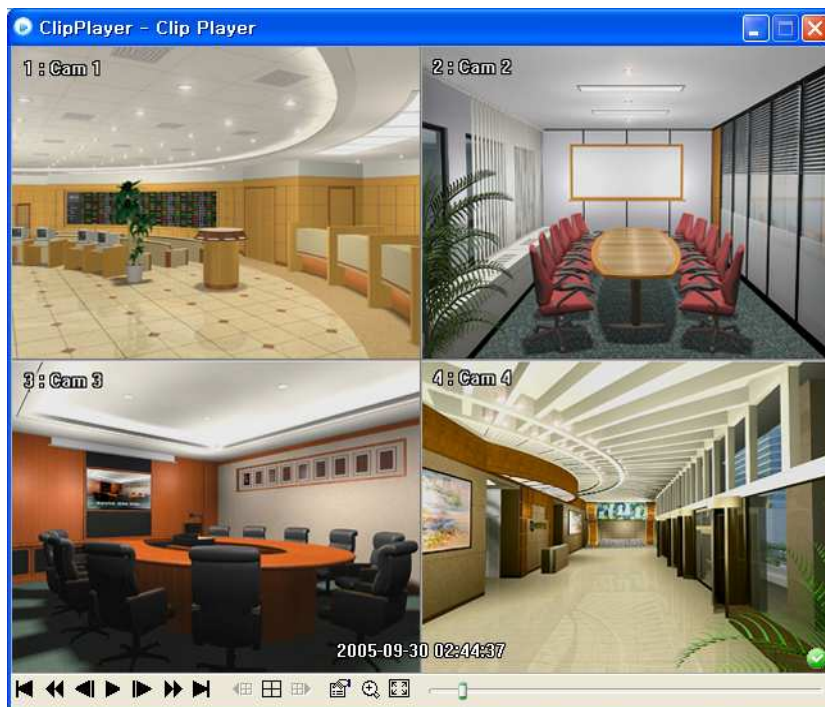 ClipPlayer - Clip Player
1 : Cam 1
2 : Cam 2
3 : Cam 3
4 : Cam 4
2005-09-30 02:44:37